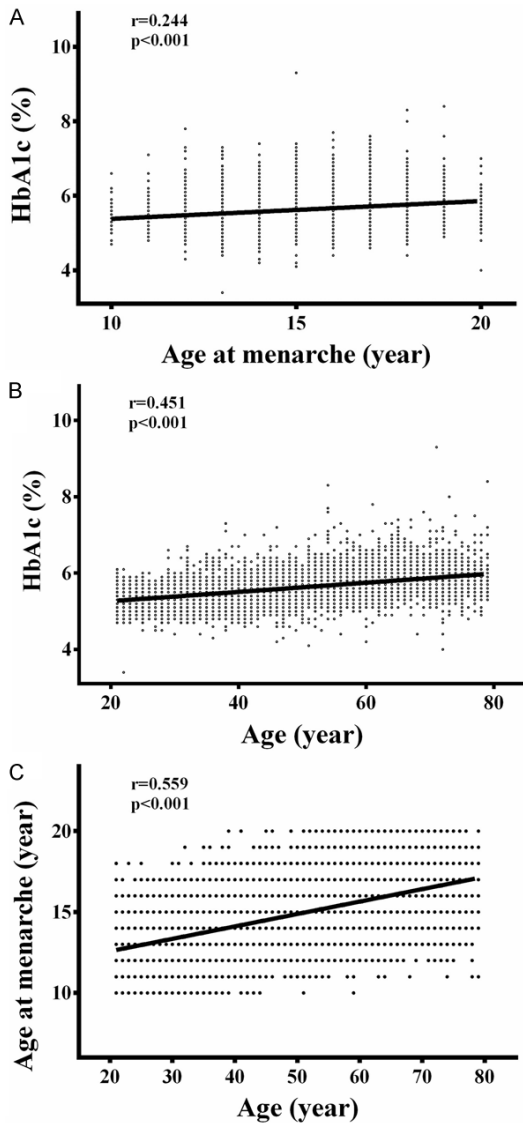 A
r=0.244
p<0.001
10
8
6
4
HbA1c (%)
10 15 20
Age at menarche (year)
B
r=0.451
p<0.001
10
8
6
4
HbA1c (%)
20 40 60 80
Age (year)
C
r=0.559
p<0.001
20
15
10
Age at menarche (year)
20 30 40 50 60 70 80
Age (year)